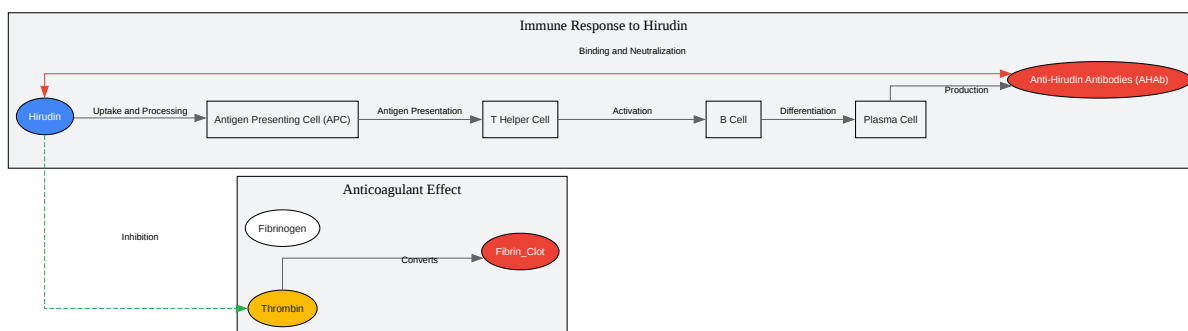 Immune Response to Hirudin
Binding and Neutralization
Anti-Hirudin Antibodies (AHAb)
Production
Hirudin
Uptake and Processing
Antigen Presenting Cell (APC)
Antigen Presentation
T Helper Cell
Activation
B Cell
Differentiation
Plasma Cell
Anticoagulant Effect
Fibrinogen
Inhibition
Fibrin_Clot
Converts
Thrombin